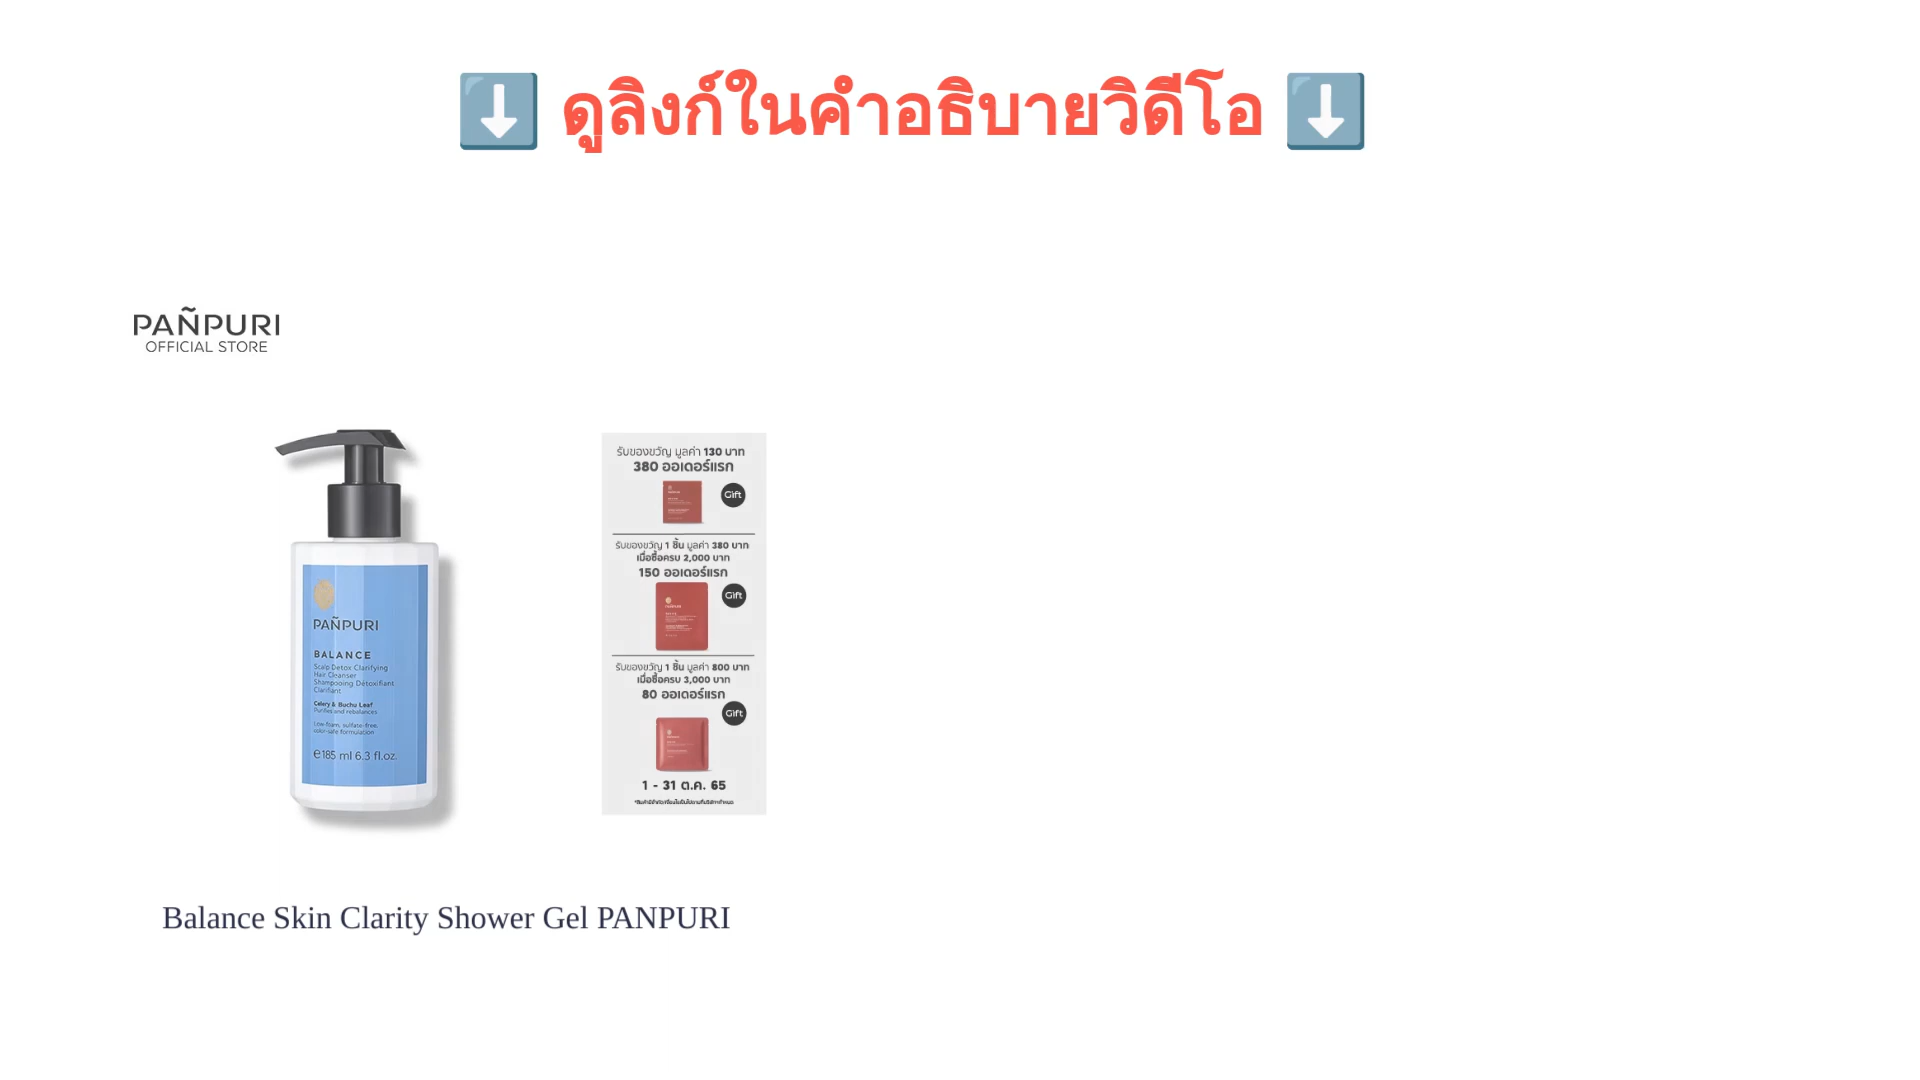 ⬇️ ดูลิงก์ในคำอธิบายวิดีโอ ⬇️
PAÑPURI
OFFICIAL STORE
PAÑPURI
BALANCE
Scalp Detox Clarifying
Hair Cleanser
Shampooing Détoxifiant
Clarifiant
Celery & Buchu Leaf
Purifies and rebalances
Low-foam, sulfate-free,
color-safe formulation
℮185 ml 6.3 fl.oz.
รับของขวัญ มูลค่า 130 บาท
380 ออเดอร์แรก
Gift
รับของขวัญ 1 ชิ้น มูลค่า 380 บาท
เมื่อซื้อครบ 2,000 บาท
150 ออเดอร์แรก
Gift
PAÑPURI
รับของขวัญ 1 ชิ้น มูลค่า 800 บาท
เมื่อซื้อครบ 3,000 บาท
80 ออเดอร์แรก
Gift
1 - 31 ต.ค. 65
Balance Skin Clarity Shower Gel PANPURI